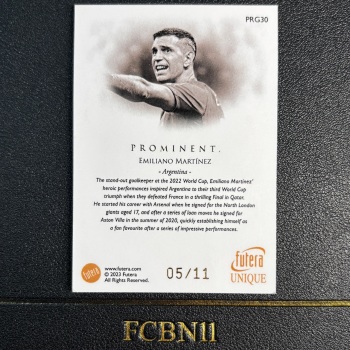 PRG30
PROMINENT.
EMILIANO MARTÍNEZ
- Argentina -
The stand-out goalkeeper at the 2022 World Cup, Emiliano Martínez'
heroic performances inspired Argentina to their third World Cup
triumph when they defeated France in a thrilling Final in Qatar.
He started his career with Arsenal when he signed for the North London
giants aged 17, and after a series of loan moves he signed for
Aston Villa in the summer of 2020, quickly establishing himself as
a fan favourite after a series of impressive performances.
futera
www.futera.com
© 2023 Futera
All Rights Reserved.
05/11
futera
UNIQUE
FCBN11